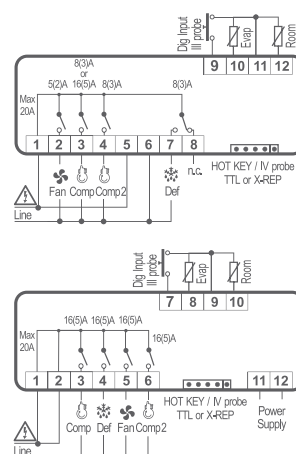 Dig Input
III probe
Evap
Room
9 10 11 12
8(3)A
or
5(2)A 16(5)A 8(3)A 8(3)A
Max
20A
1 2 3 4 5 6 7 8
n.c.
HOT KEY / IV probe
TTL or X-REP
Fan Comp Comp2 Def
Line
Dig Input
III probe
Evap
Room
7 8 9 10
16(5)A 16(5)A 16(5)A
16(5)A
Max
20A
1 2 3 4 5 6 11 12
HOT KEY / IV probe
TTL or X-REP
Power
Supply
Comp Def Fan Comp2
Line